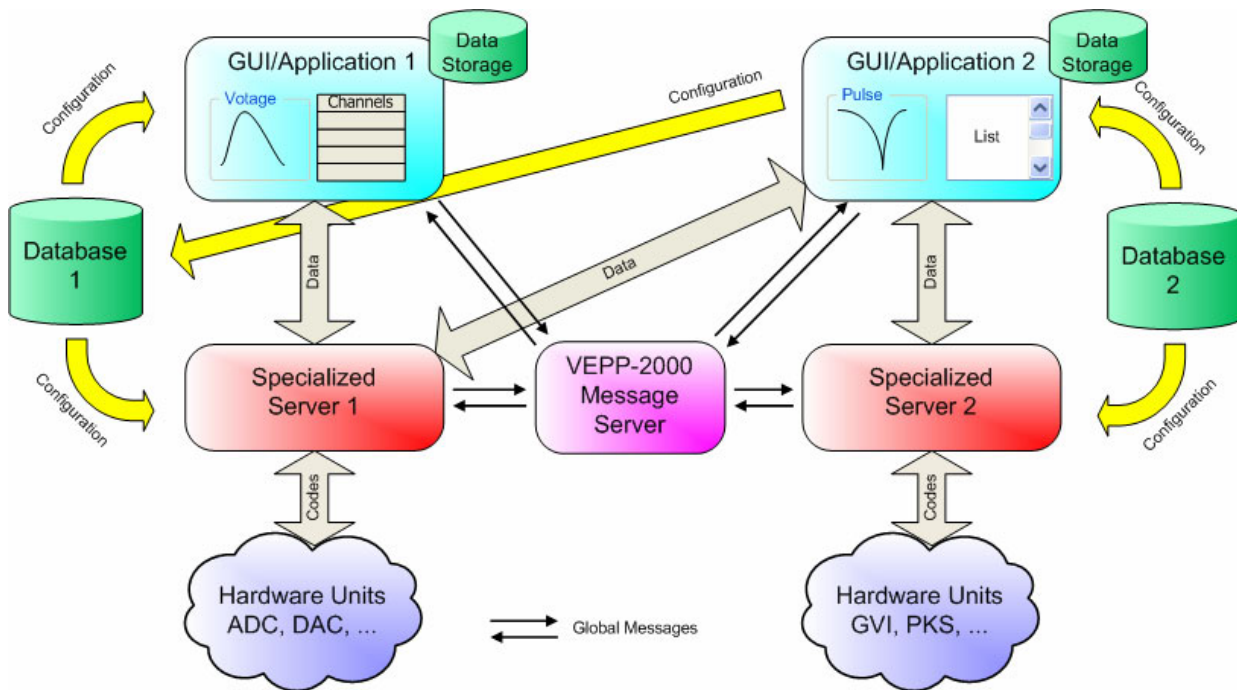 GUI/Application 1
Data
Storage
Votage
Channels
Configuration
Configuration
GUI/Application 2
Data
Storage
Pulse
List
Configuration
Database
1
Data
Data
Data
Database
2
Specialized
Server 1
VEPP-2000
Message
Server
Specialized
Server 2
Configuration
Configuration
Codes
Codes
Hardware Units
ADC, DAC, ...
Global Messages
Hardware Units
GVI, PKS, ...